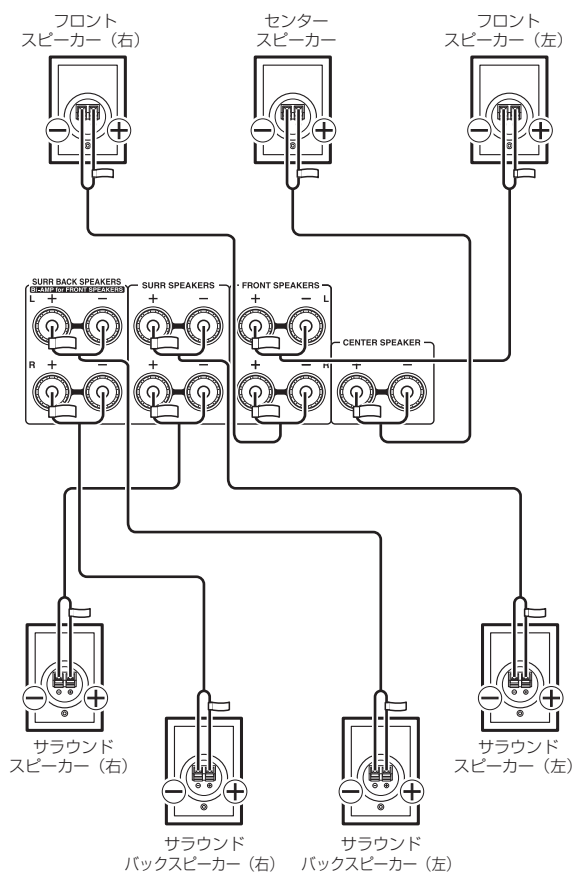 フロント
スピーカー（右）
センター
スピーカー
フロント
スピーカー（左）
SURR BACK SPEAKERS
Bi-AMP for FRONT SPEAKERS
SURR SPEAKERS
FRONT SPEAKERS
L
L
CENTER SPEAKER
R
R
サラウンド
スピーカー（右）
サラウンド
スピーカー（左）
サラウンド
バックスピーカー（右）
サラウンド
バックスピーカー（左）